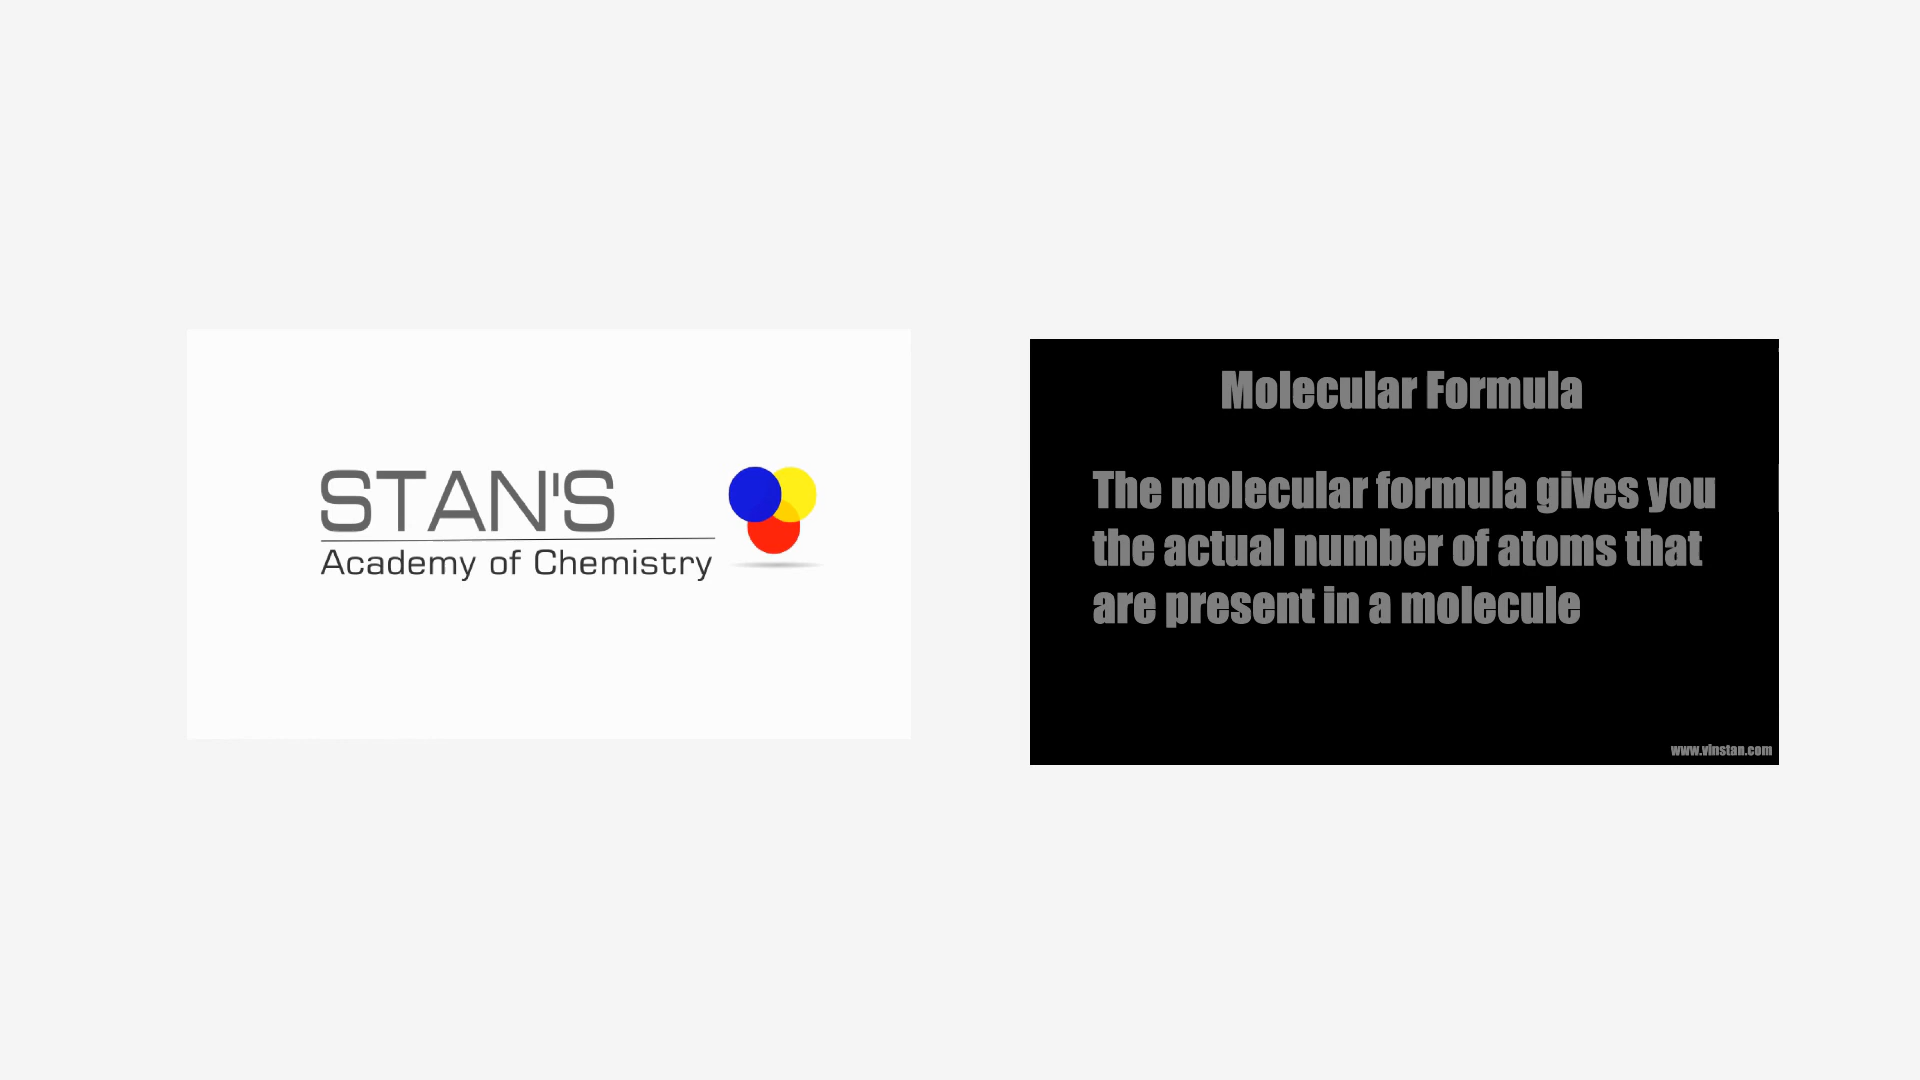 STAN'S
Academy of Chemistry
Molecular Formula
The molecular formula gives you
the actual number of atoms that
are present in a molecule
www.vinstan.com